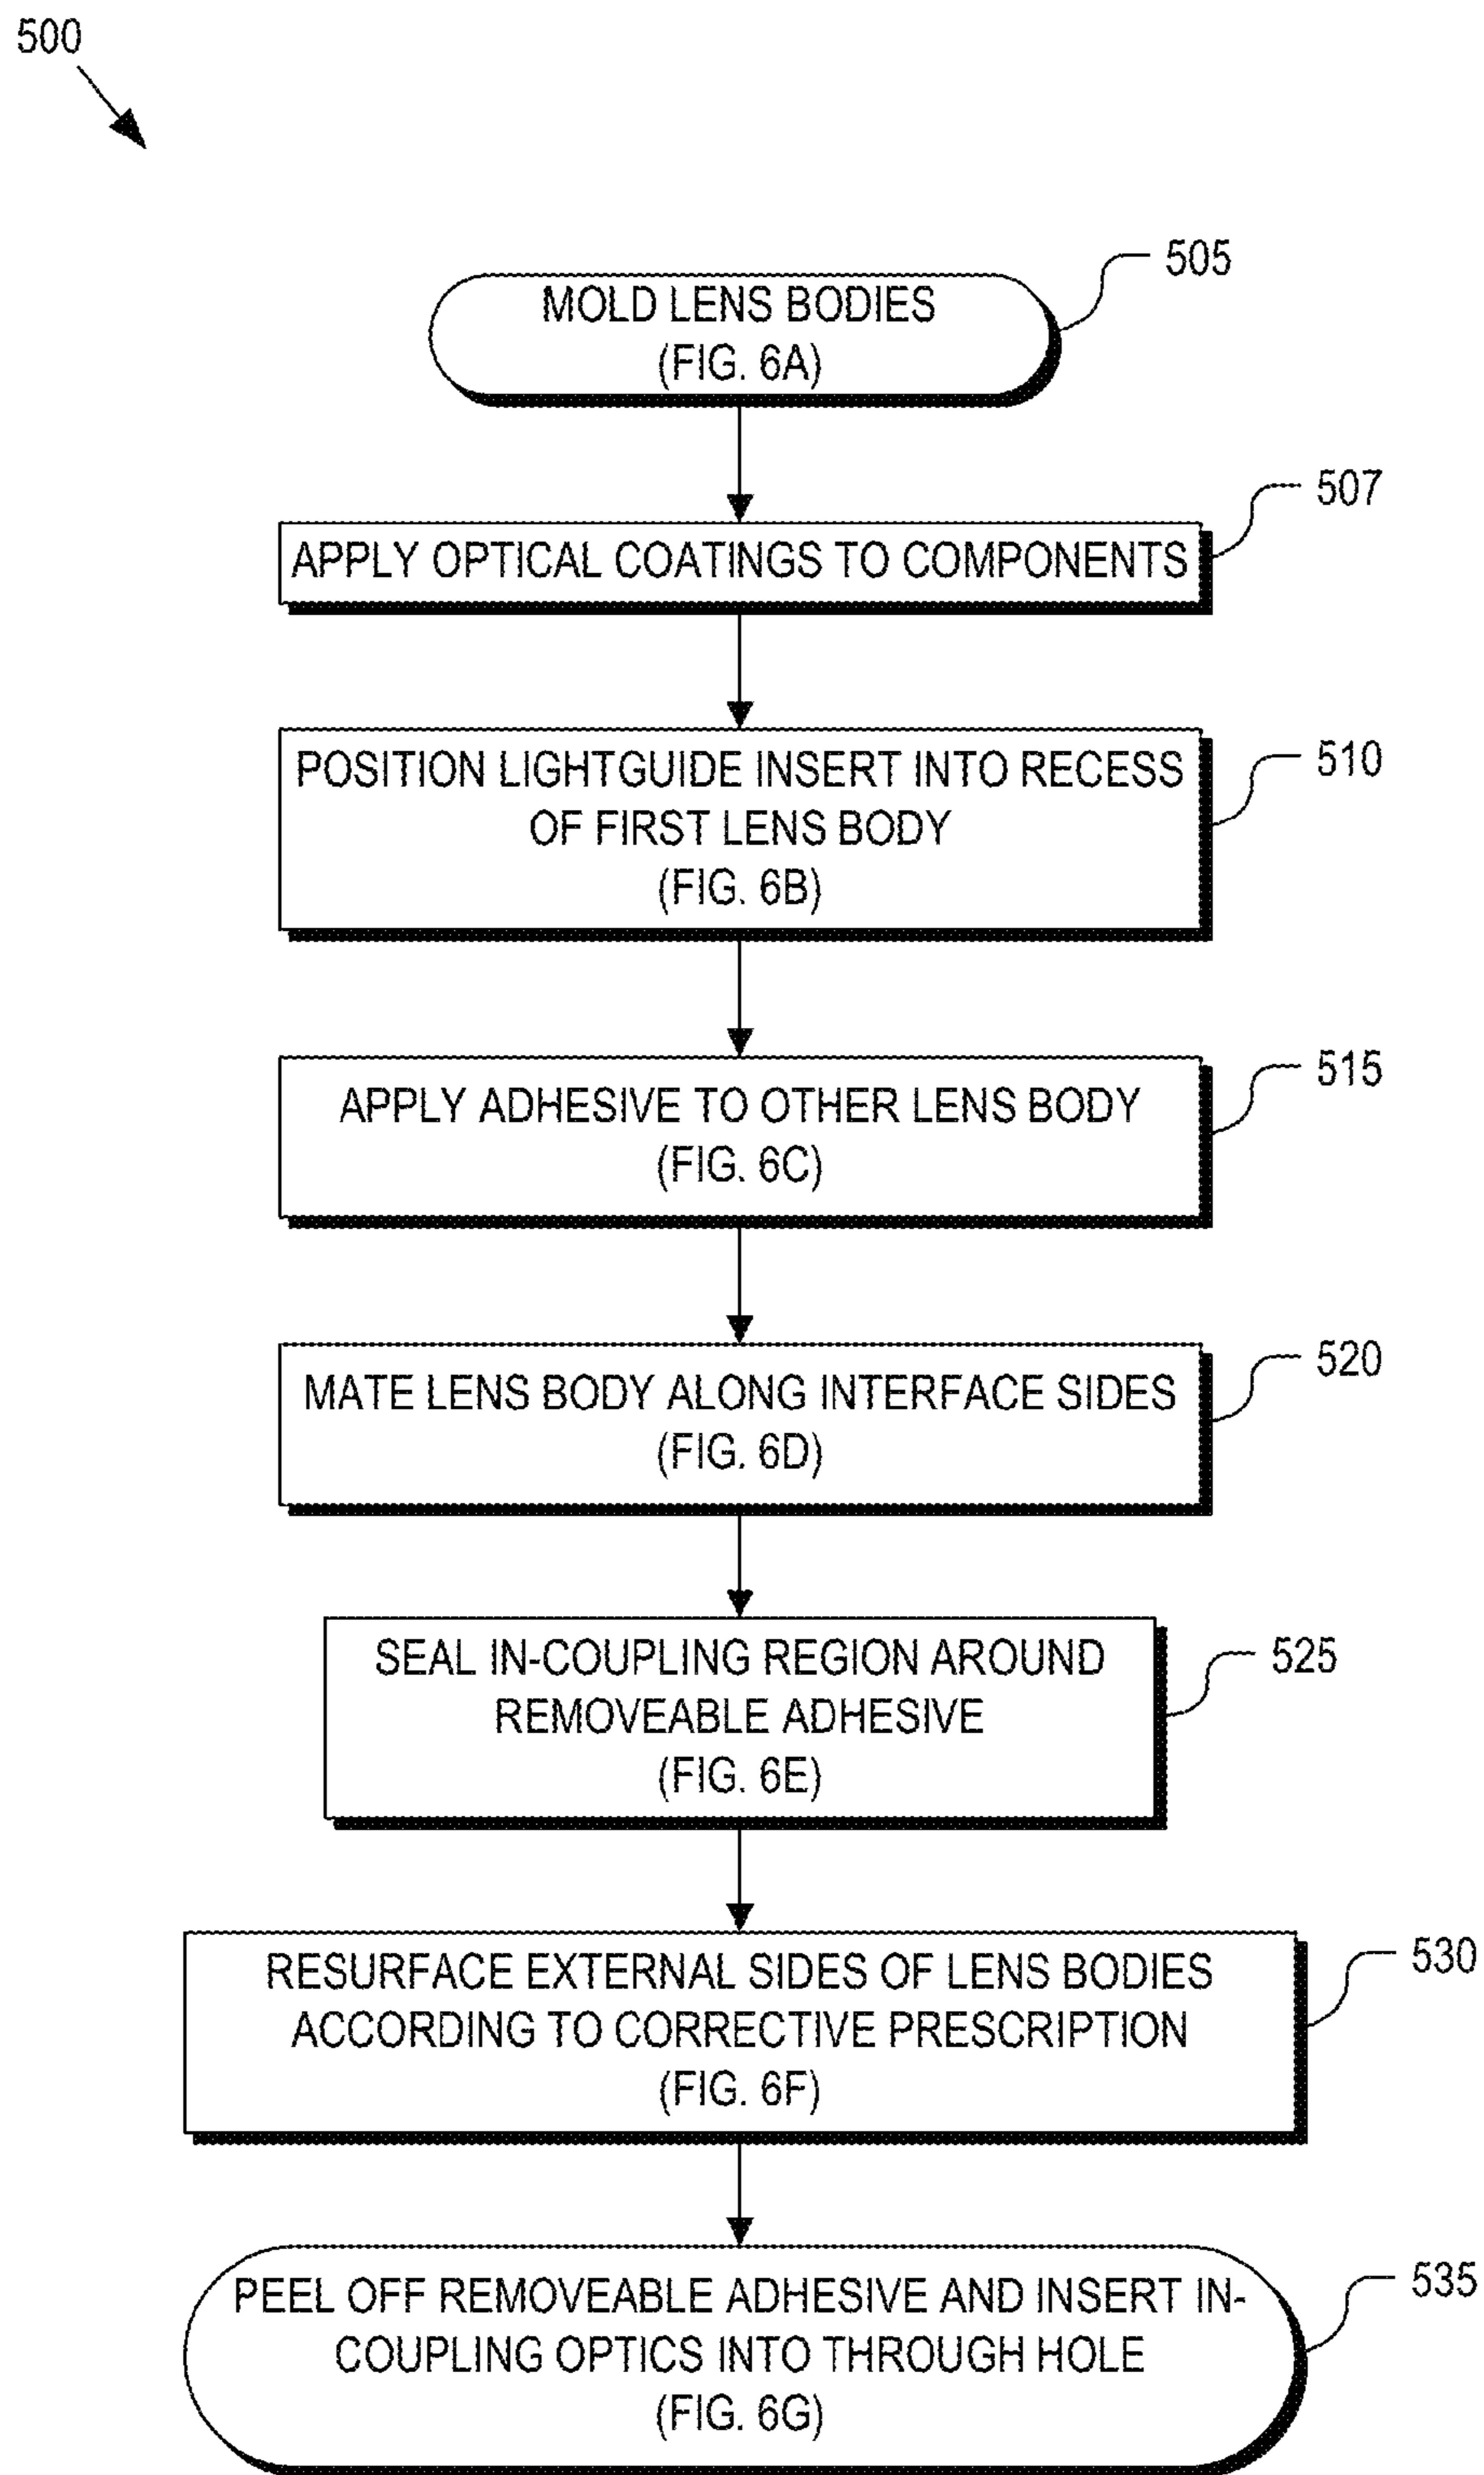 500
505
MOLD LENS BODIES
(FIG. 6A)
507
APPLY OPTICAL COATINGS TO COMPONENTS
510
POSITION LIGHTGUIDE INSERT INTO RECESS
OF FIRST LENS BODY
(FIG. 6B)
515
APPLY ADHESIVE TO OTHER LENS BODY
(FIG. 6C)
520
MATE LENS BODY ALONG INTERFACE SIDES
(FIG. 6D)
525
SEAL IN-COUPLING REGION AROUND
REMOVEABLE ADHESIVE
(FIG. 6E)
530
RESURFACE EXTERNAL SIDES OF LENS BODIES
ACCORDING TO CORRECTIVE PRESCRIPTION
(FIG. 6F)
535
PEEL OFF REMOVEABLE ADHESIVE AND INSERT IN-
COUPLING OPTICS INTO THROUGH HOLE
(FIG. 6G)